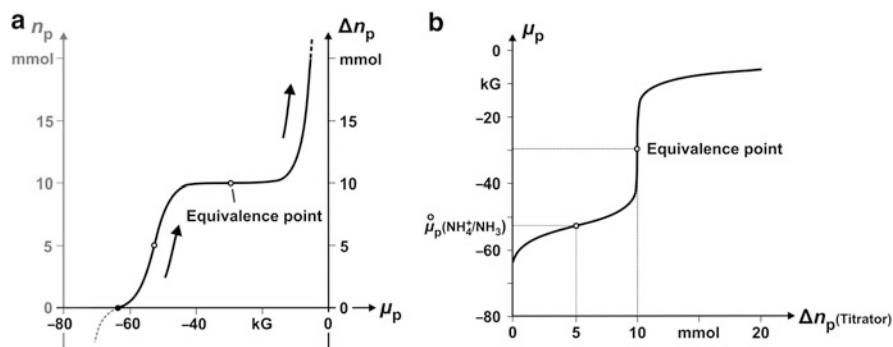 a
n_p
mmol
15
10
5
0
Δn_p
mmol
15
10
5
0
Equivalence point
−80
−60
−40
kG
−20
0
μ_p
b
μ_p
0
kG
−20
−40
−60
−80
Equivalence point
μ̊_p(NH₄⁺/NH₃)
0
5
10
mmol
20
Δn_p(Titrator)